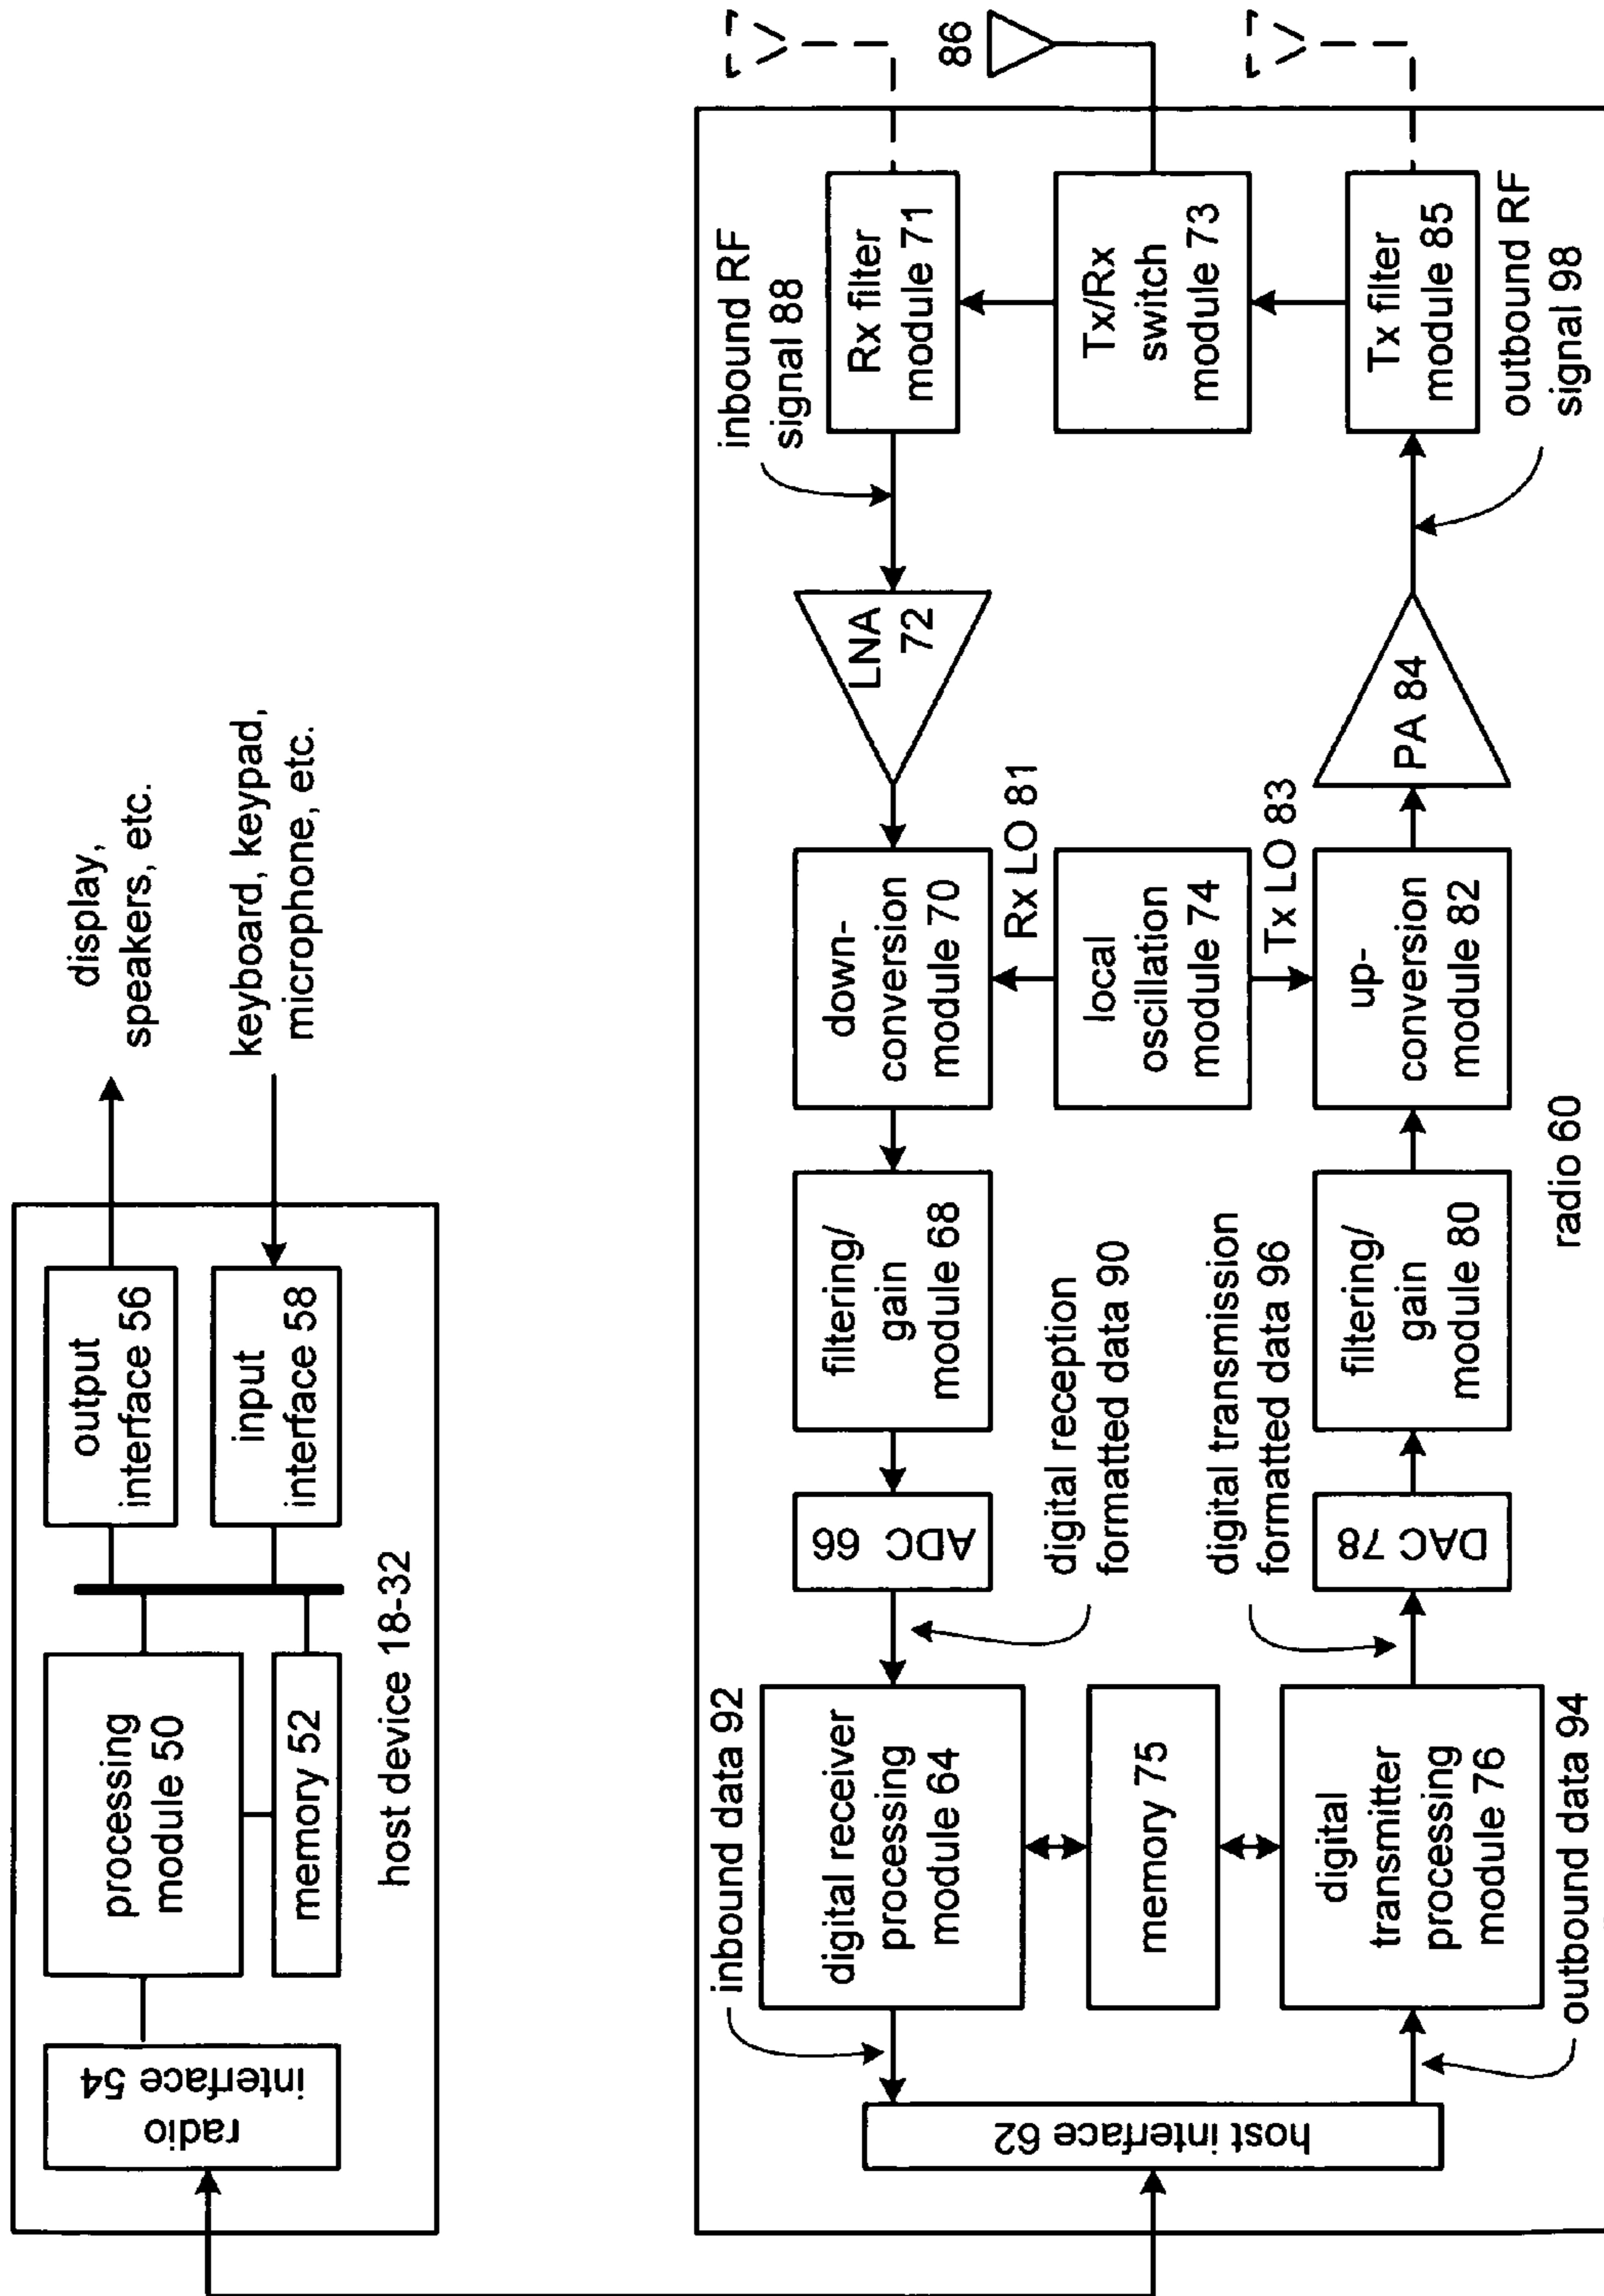 radio
interface 54
processing
module 50
memory 52
output
interface 56
input
interface 58
display,
speakers, etc.
keyboard, keypad,
microphone, etc.
host device 18-32
host interface 62
inbound data 92
digital receiver
processing
module 64
memory 75
digital
transmitter
processing
module 76
outbound data 94
ADC 66
digital reception
formatted data 90
digital transmission
formatted data 96
DAC 78
filtering/
gain
module 68
filtering/
gain
module 80
down-
conversion
module 70
Rx LO 81
local
oscillation
module 74
Tx LO 83
up-
conversion
module 82
radio 60
LNA
72
PA 84
inbound RF
signal 88
Rx filter
module 71
Tx/Rx
switch
module 73
Tx filter
module 85
outbound RF
signal 98
86